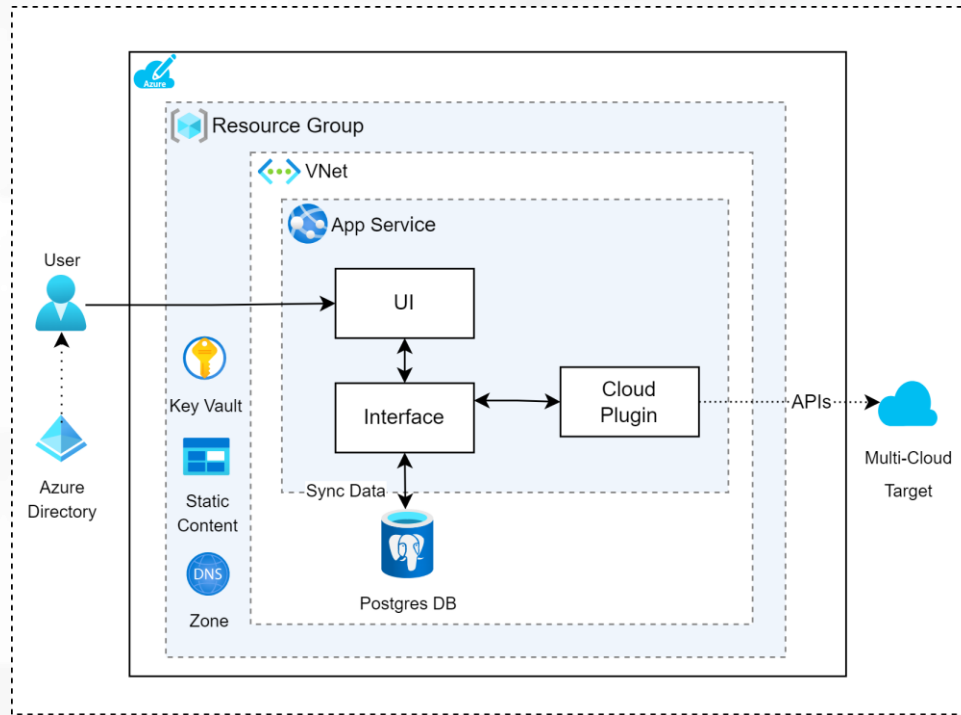 Azure
Resource Group
VNet
App Service
User
UI
Key Vault
Interface
Cloud
Plugin
APIs
Multi-Cloud
Target
Azure
Directory
Static
Content
Sync Data
DNS
Zone
Postgres DB